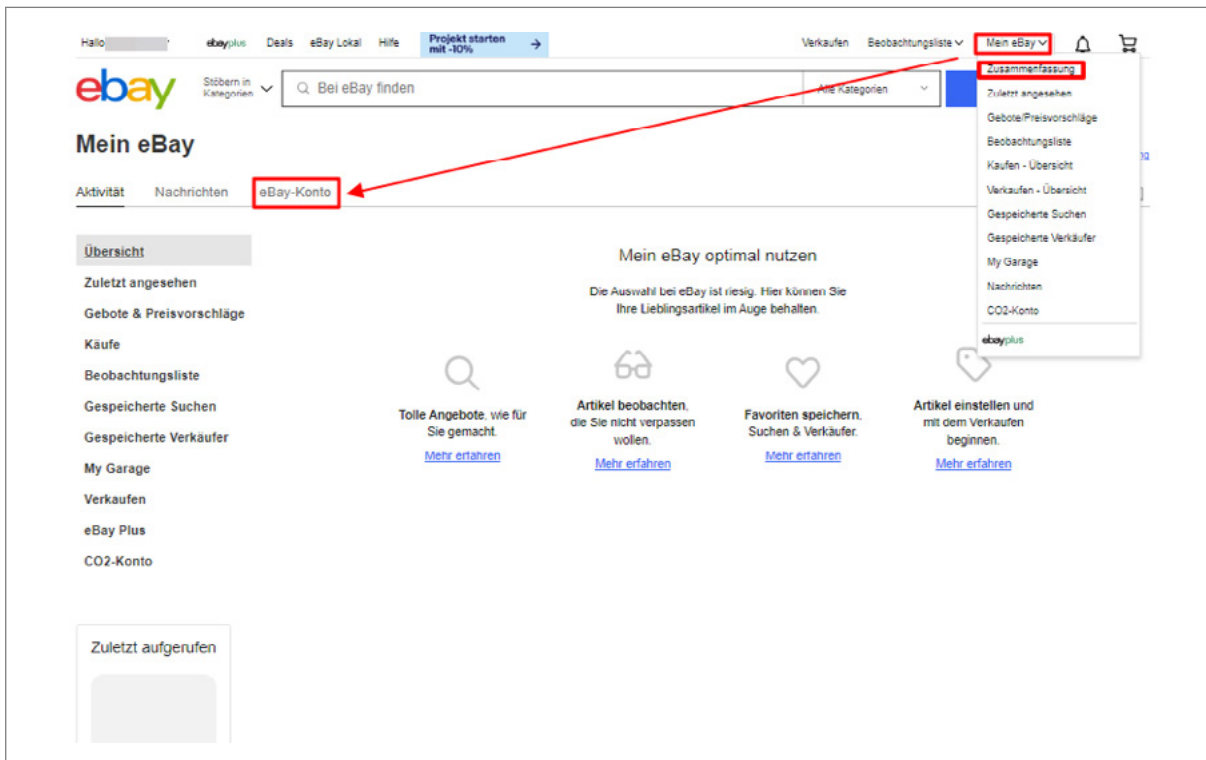 Hallo
ebayplus Deals eBay Lokal Hilfe
Projekt starten
mit -10%
Verkaufen Beobachtungsliste Mein eBay
ebay
Stöbern in
Kategorien
Bei eBay finden
Alle Kategorien
Zusammenfassung
Zuletzt angesehen
Gebote/Preisvorschläge
Beobachtungsliste
Kaufen - Übersicht
Verkaufen - Übersicht
Gespeicherte Suchen
Gespeicherte Verkäufer
My Garage
Nachrichten
CO2-Konto
ebayplus
Mein eBay
Aktivität Nachrichten eBay-Konto
Übersicht
Zuletzt angesehen
Gebote & Preisvorschläge
Käufe
Beobachtungsliste
Gespeicherte Suchen
Gespeicherte Verkäufer
My Garage
Verkaufen
eBay Plus
CO2-Konto
Mein eBay optimal nutzen
Die Auswahl bei eBay ist riesig. Hier können Sie
Ihre Lieblingsartikel im Auge behalten.
Tolle Angebote, wie für
Sie gemacht.
Mehr erfahren
Artikel beobachten,
die Sie nicht verpassen
wollen.
Mehr erfahren
Favoriten speichern.
Suchen & Verkäufer.
Mehr erfahren
Artikel einstellen und
mit dem Verkaufen
beginnen.
Mehr erfahren
Zuletzt aufgerufen